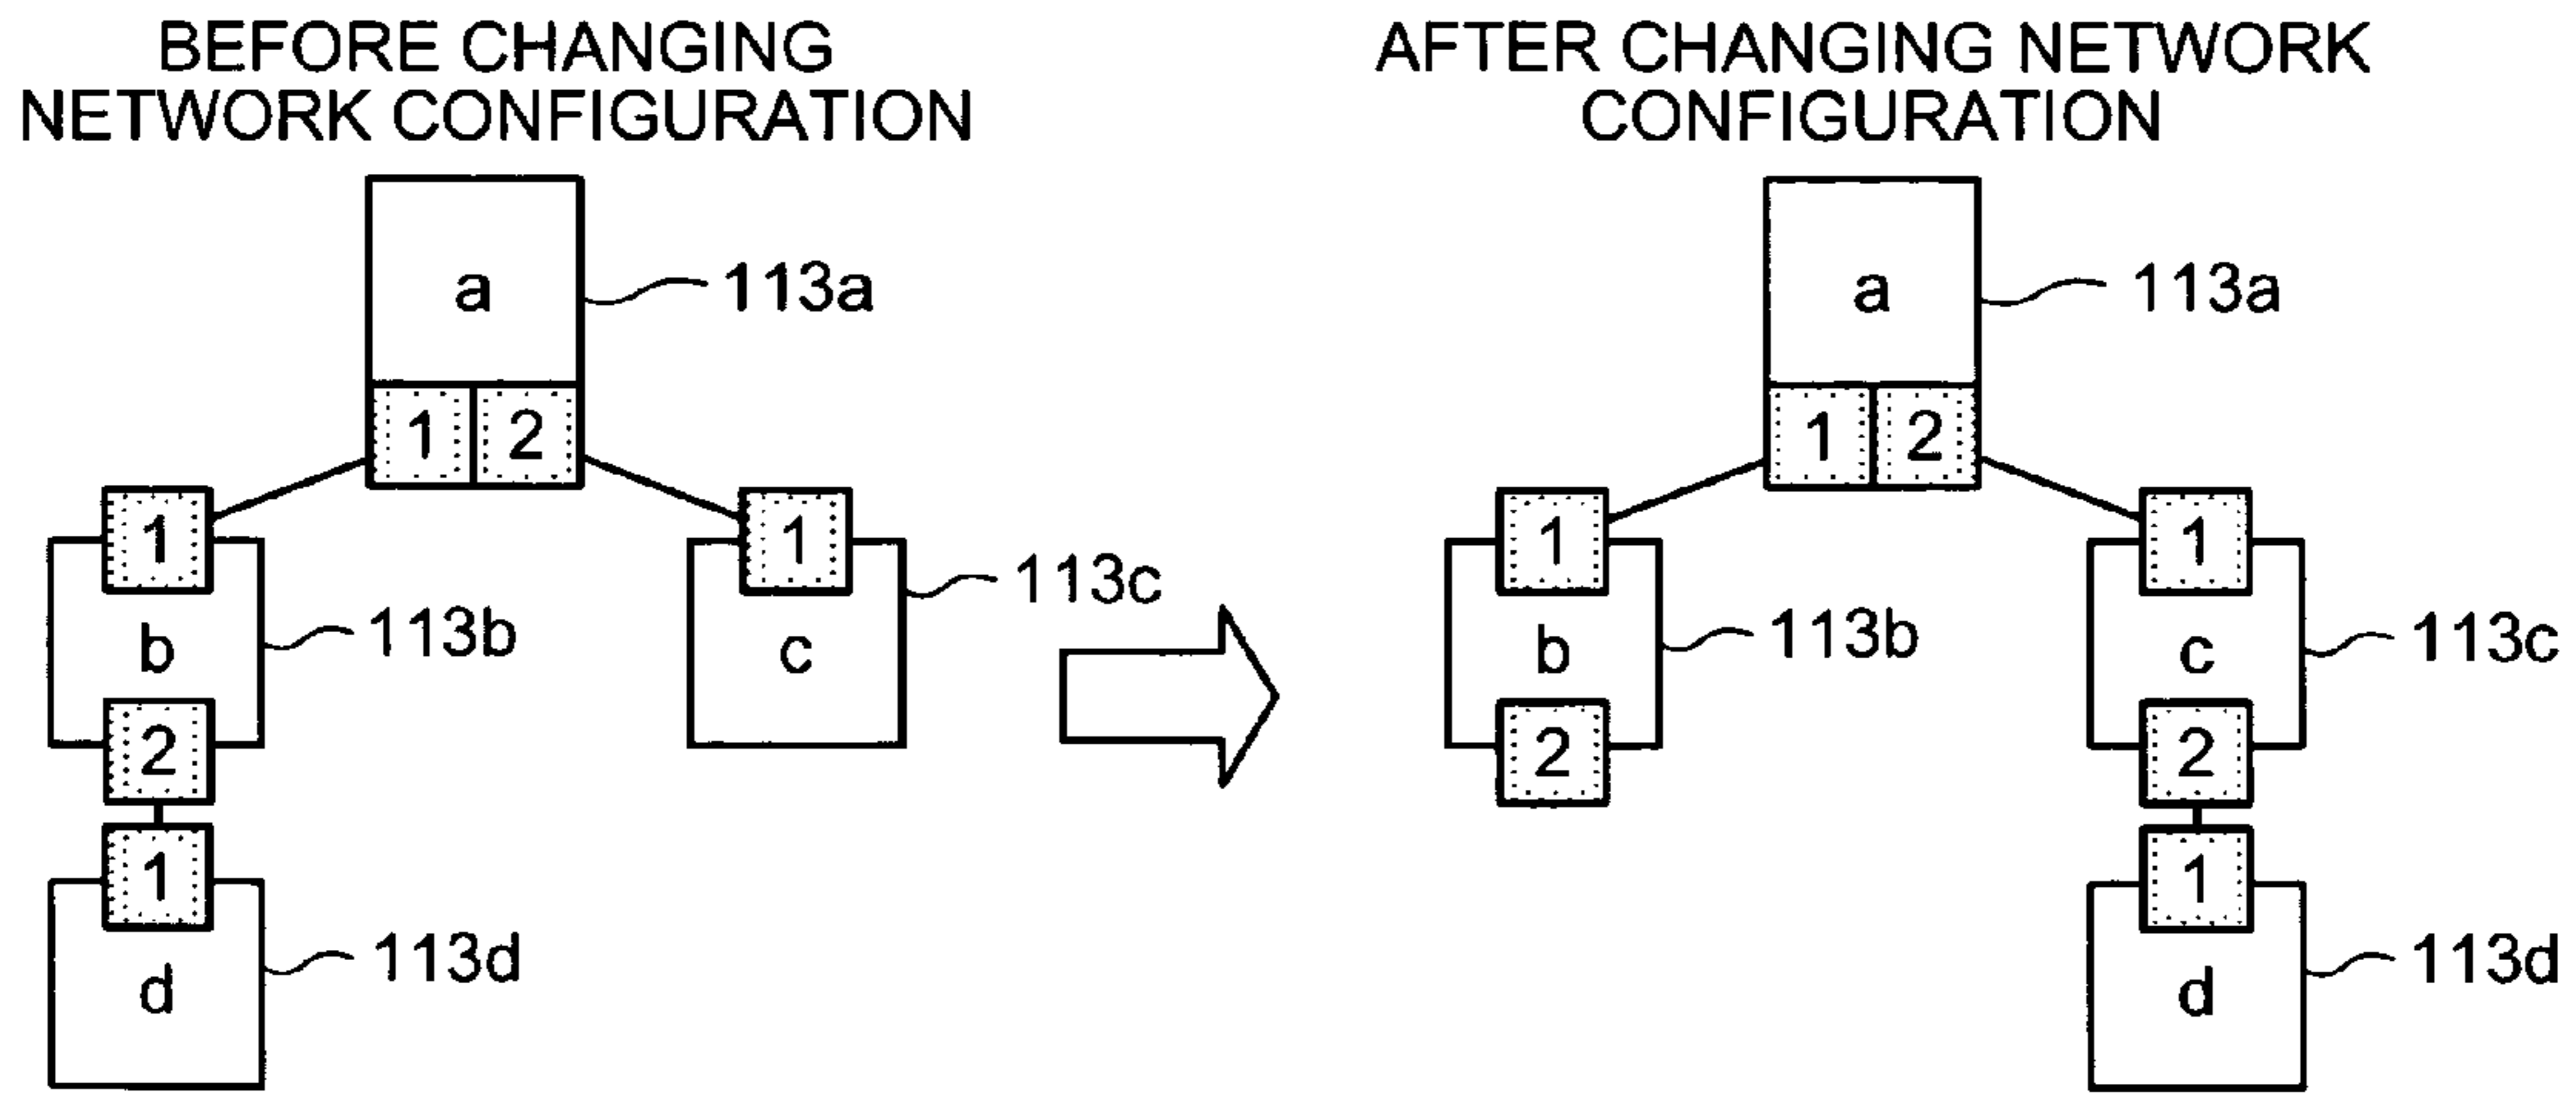 BEFORE CHANGING
NETWORK CONFIGURATION
a
113a
1 2
1
1
113c
b
113b
c
2
1
113d
d
AFTER CHANGING NETWORK
CONFIGURATION
a
113a
1 2
1
1
b
113b
c
113c
2
2
1
113d
d